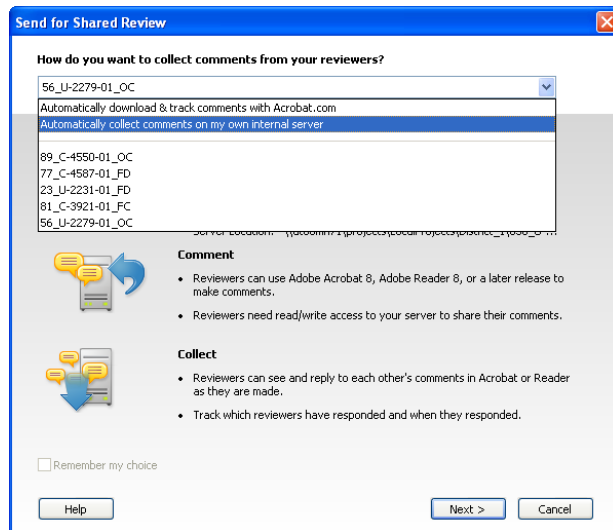 Send for Shared Review
How do you want to collect comments from your reviewers?
56_U-2279-01_OC
Automatically download & track comments with Acrobat.com
Automatically collect comments on my own internal server
89_C-4550-01_OC
77_C-4587-01_FD
23_U-2231-01_FD
81_C-3921-01_FC
56_U-2279-01_OC
Comment
• Reviewers can use Adobe Acrobat 8, Adobe Reader 8, or a later release to
make comments.
• Reviewers need read/write access to your server to share their comments.
Collect
• Reviewers can see and reply to each other's comments in Acrobat or Reader
as they are made.
• Track which reviewers have responded and when they responded.
Remember my choice
Help
Next >
Cancel